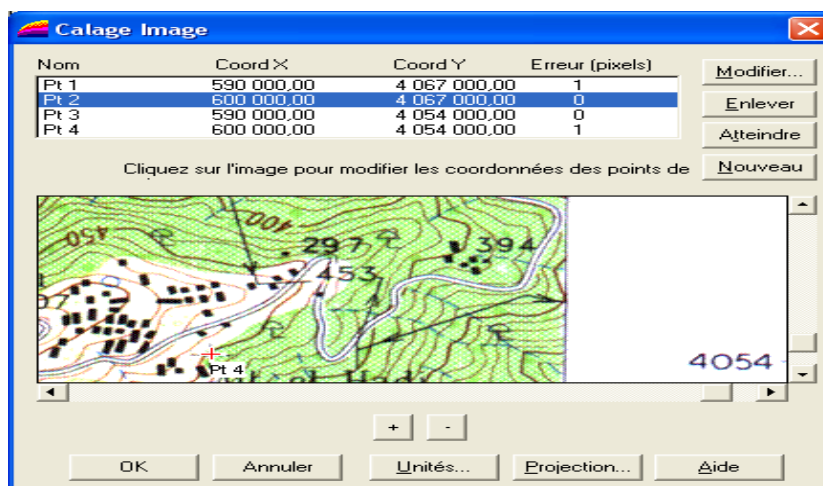 Calage Image
Nom Coord X Coord Y Erreur (pixels)
Pt 1 590 000,00 4 067 000,00 1
Pt 2 600 000,00 4 067 000,00 0
Pt 3 590 000,00 4 054 000,00 0
Pt 4 600 000,00 4 054 000,00 1
Modifier...
Enlever
Atteindre
Nouveau
Cliquez sur l'image pour modifier les coordonnées des points de
400
450
297
394
453
97
Pt 4
4054
+ -
OK Annuler Unités... Projection... Aide